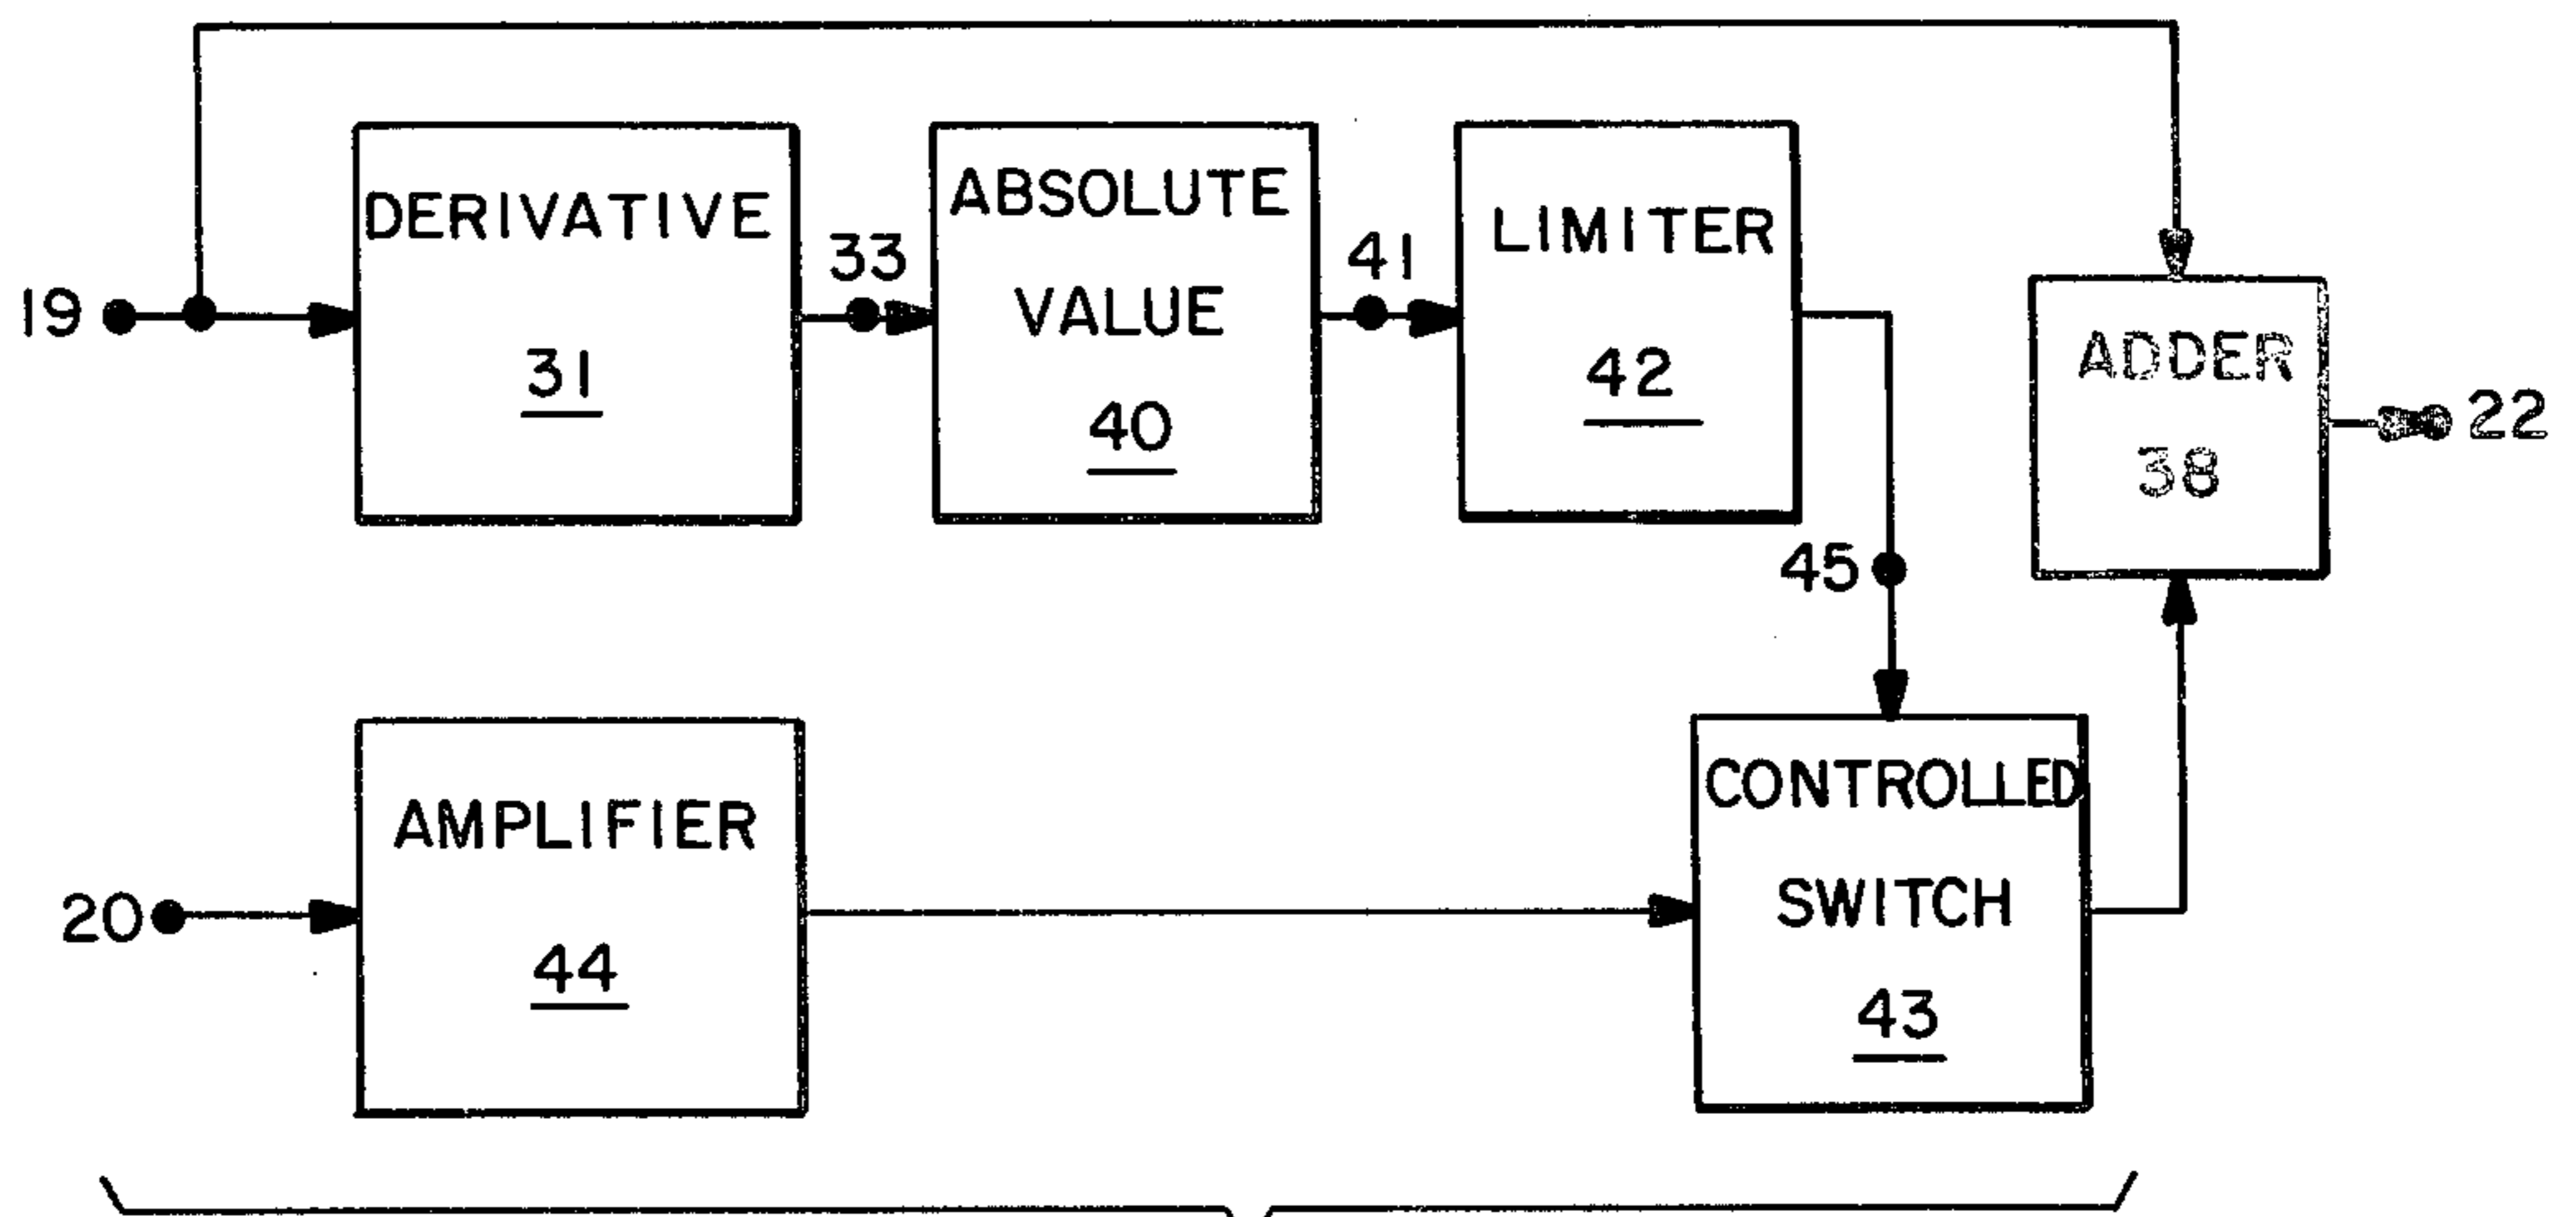 DERIVATIVE
31
ABSOLUTE
VALUE
40
LIMITER
42
ADDER
38
19
33
41
45
22
AMPLIFIER
44
20
CONTROLLED
SWITCH
43